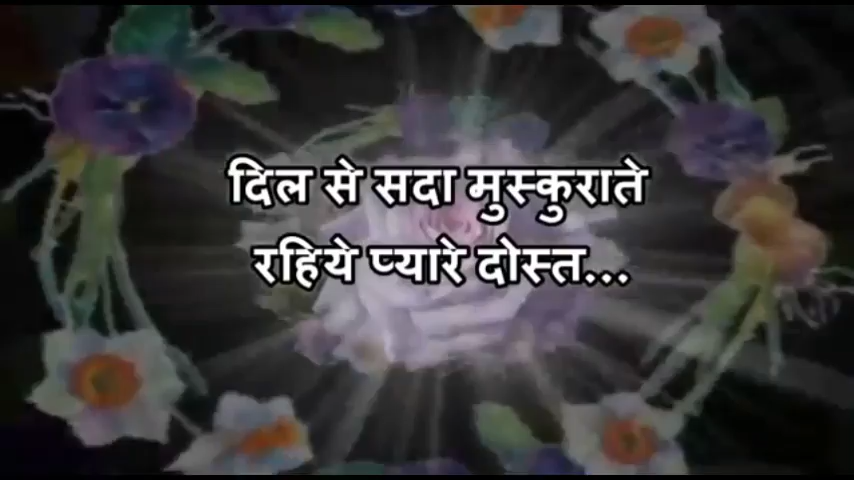 दिल से सदा मुस्कुराते
रहिये प्यारे दोस्त...